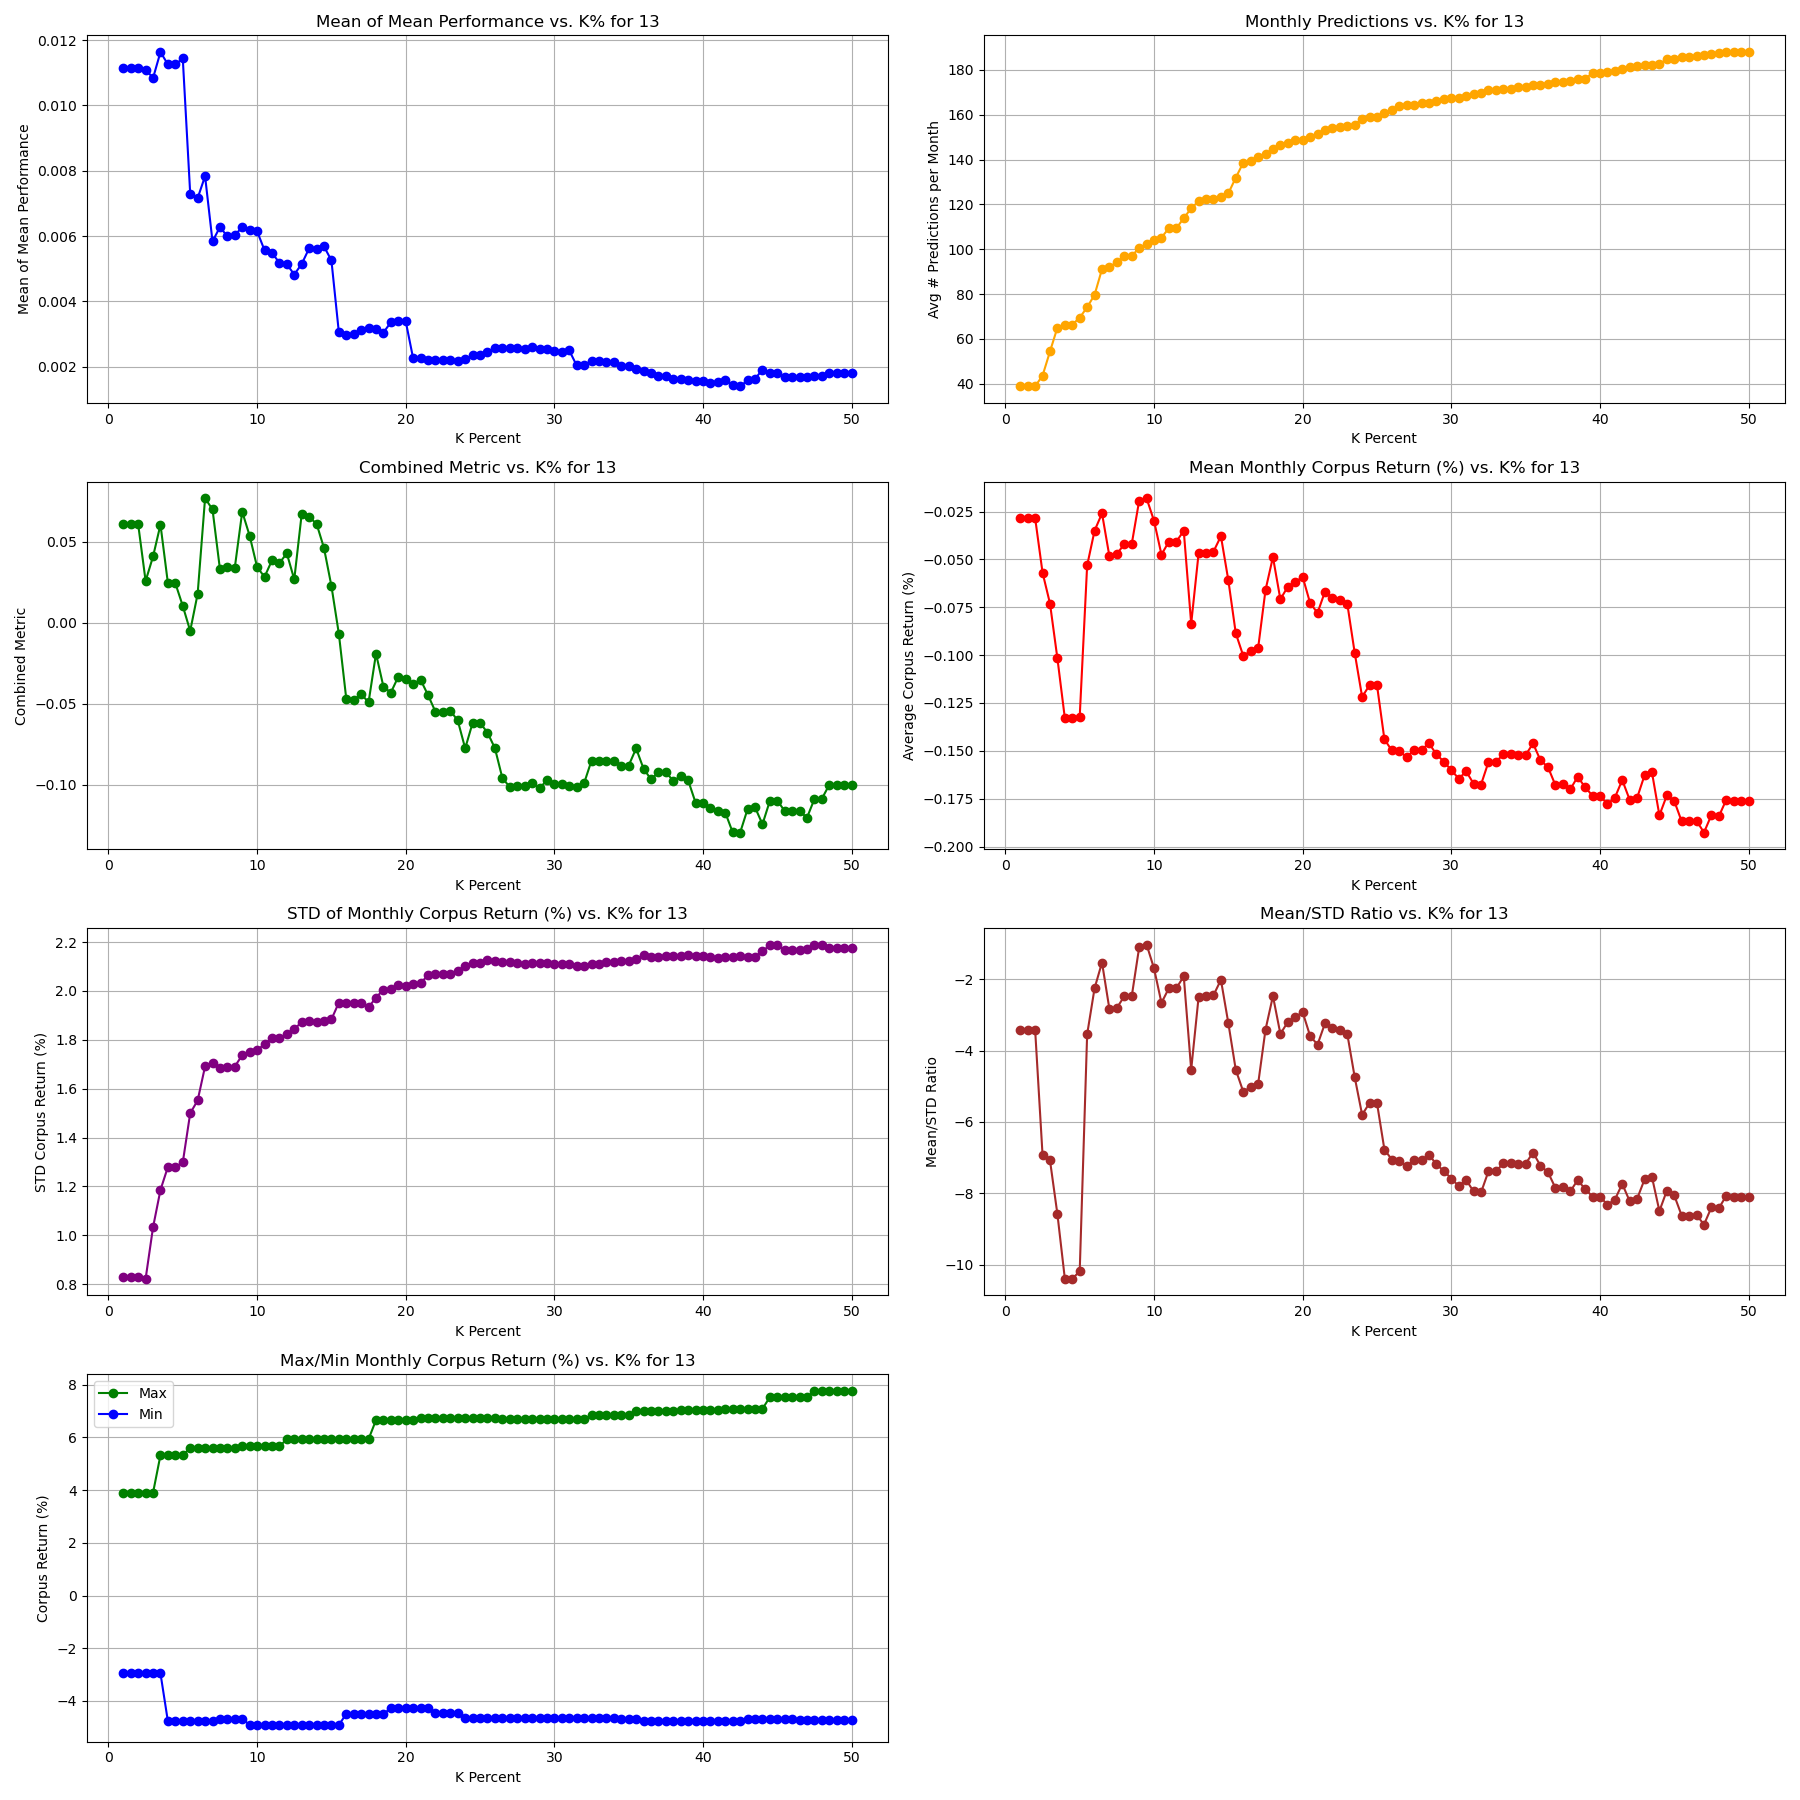 Mean of Mean Performance vs. K% for 13
Mean of Mean Performance
0.012
0.010
0.008
0.006
0.004
0.002
0 10 20 30 40 50
K Percent
Monthly Predictions vs. K% for 13
Avg # Predictions per Month
180
160
140
120
100
80
60
40
0 10 20 30 40 50
K Percent
Combined Metric vs. K% for 13
Combined Metric
0.05
0.00
−0.05
−0.10
0 10 20 30 40 50
K Percent
Mean Monthly Corpus Return (%) vs. K% for 13
Average Corpus Return (%)
−0.025
−0.050
−0.075
−0.100
−0.125
−0.150
−0.175
−0.200
0 10 20 30 40 50
K Percent
STD of Monthly Corpus Return (%) vs. K% for 13
STD Corpus Return (%)
2.2
2.0
1.8
1.6
1.4
1.2
1.0
0.8
0 10 20 30 40 50
K Percent
Mean/STD Ratio vs. K% for 13
Mean/STD Ratio
−2
−4
−6
−8
−10
0 10 20 30 40 50
K Percent
Max/Min Monthly Corpus Return (%) vs. K% for 13
Corpus Return (%)
Max
Min
8
6
4
2
0
−2
−4
0 10 20 30 40 50
K Percent